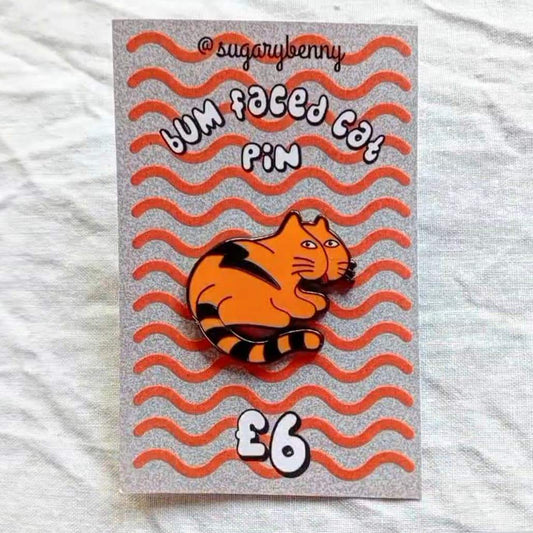 @sugarybenny
bum faced cat
pin
£6